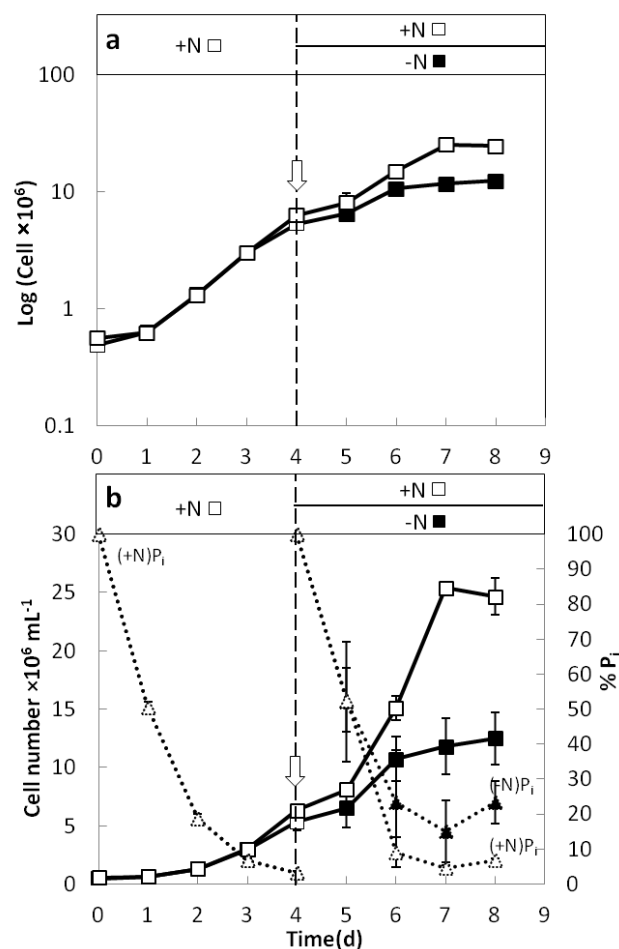 a
+N □
+N □
-N ■
100
10
1
0.1
Log (Cell ×10⁶)
0 1 2 3 4 5 6 7 8 9
b
+N □
+N □
-N ■
30
25
20
15
10
5
0
Cell number ×10⁶ mL⁻¹
(+N)Pᵢ
100
90
80
70
60
50
40
30
20
10
0
% Pᵢ
(-N)Pᵢ
(+N)Pᵢ
0 1 2 3 4 5 6 7 8 9
Time(d)